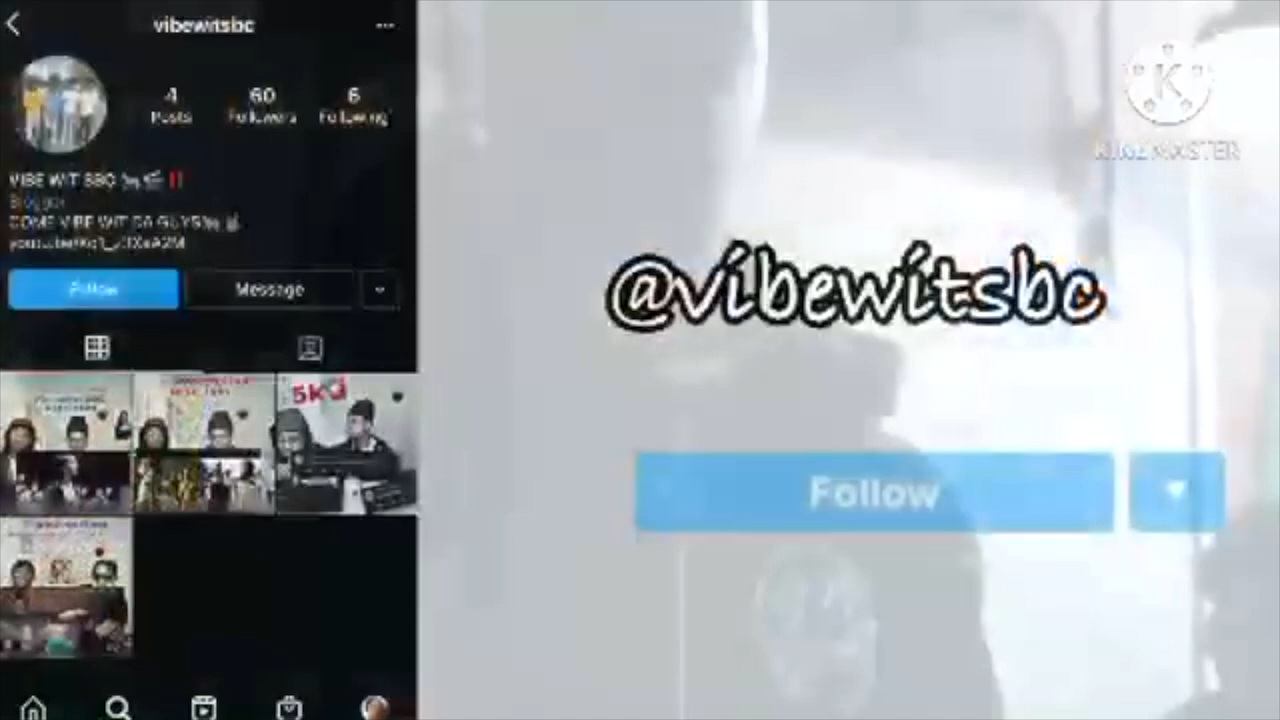 vibewitsbc
4 60 6
Posts Followers Following
VIBE WIT SBC
Blogger
COME VIBE WIT DA GUYS
Follow Message
5K
@vibewitsbc
Follow
K
KINEMASTER